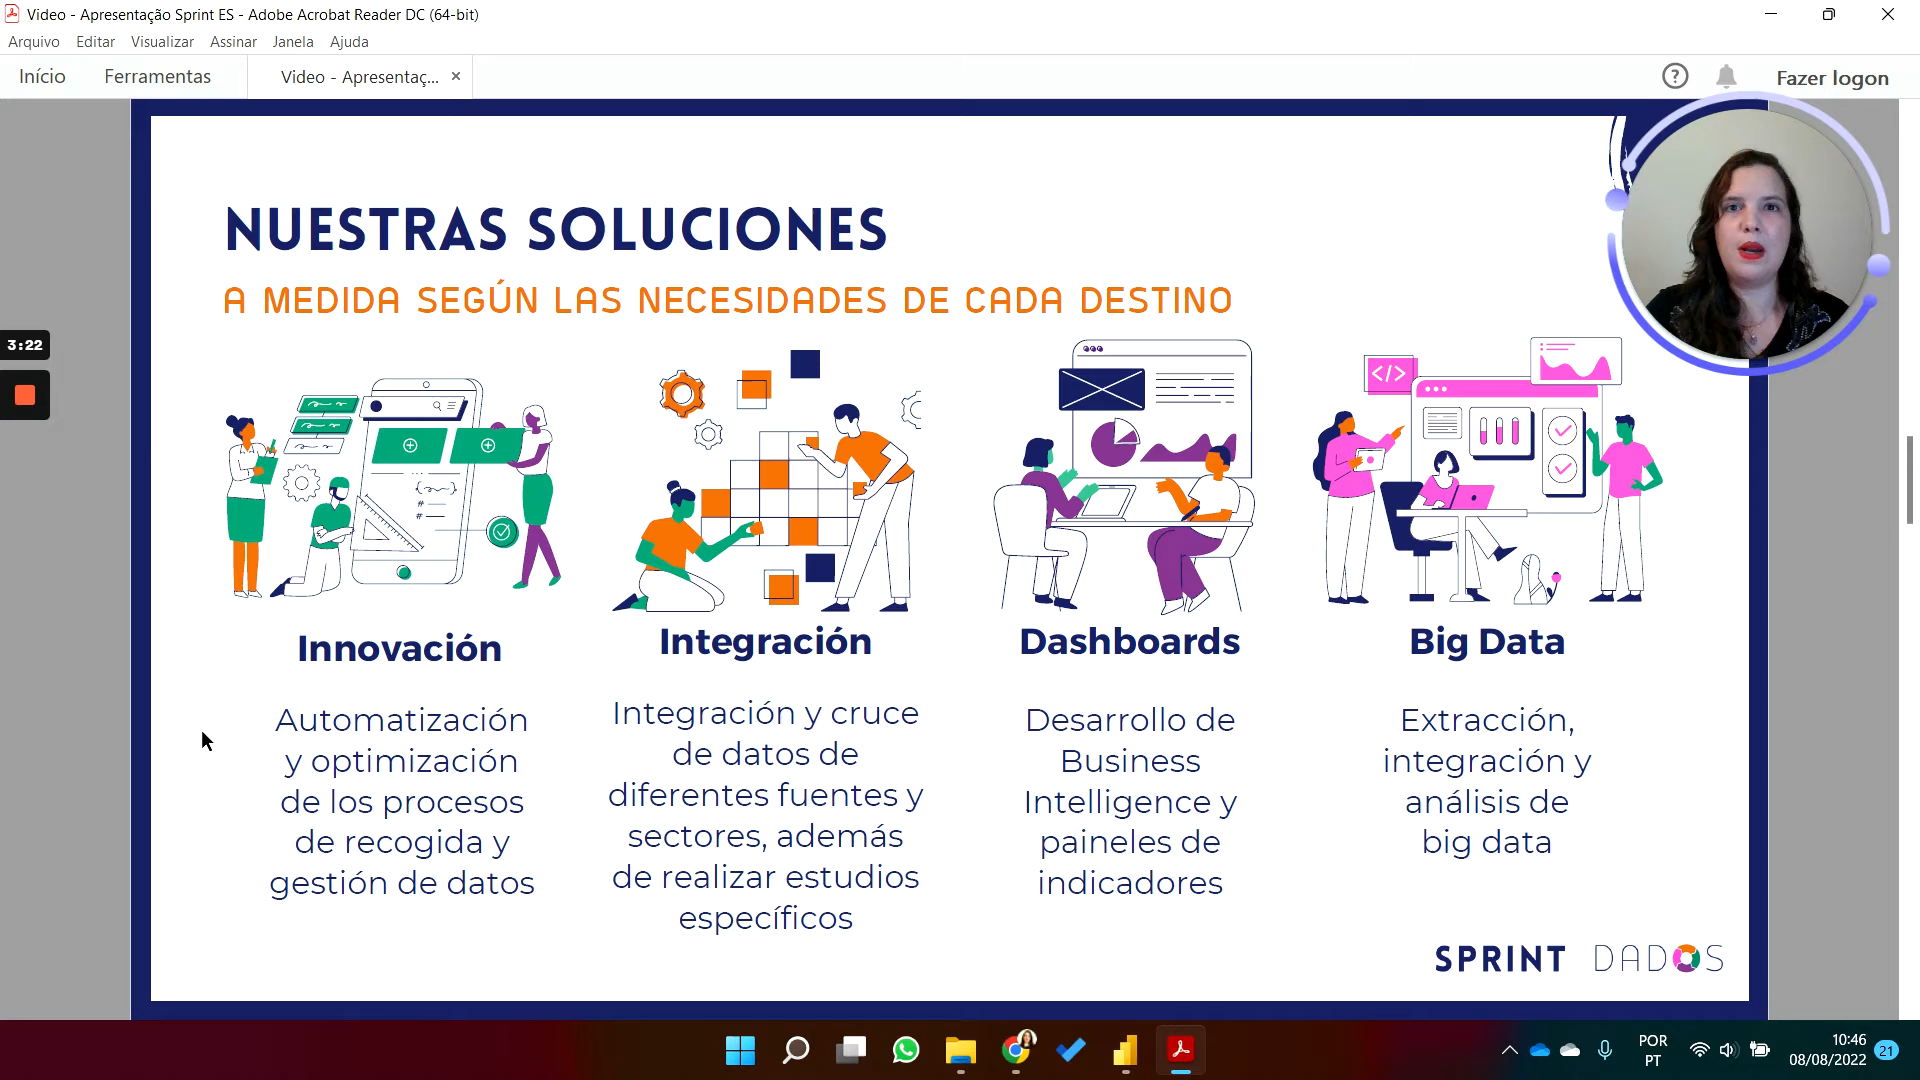 Video - Apresentação Sprint ES - Adobe Acrobat Reader DC (64-bit)
Arquivo Editar Visualizar Assinar Janela Ajuda
Início Ferramentas Video - Apresentaç... ×
? Fazer logon
NUESTRAS SOLUCIONES
A MEDIDA SEGÚN LAS NECESIDADES DE CADA DESTINO
3:22
</>
Innovación
Automatización
y optimización
de los procesos
de recogida y
gestión de datos
Integración
Integración y cruce
de datos de
diferentes fuentes y
sectores, además
de realizar estudios
específicos
Dashboards
Desarrollo de
Business
Intelligence y
paineles de
indicadores
Big Data
Extracción,
integración y
análisis de
big data
SPRINT DADOS
POR
PT
10:46
08/08/2022
21